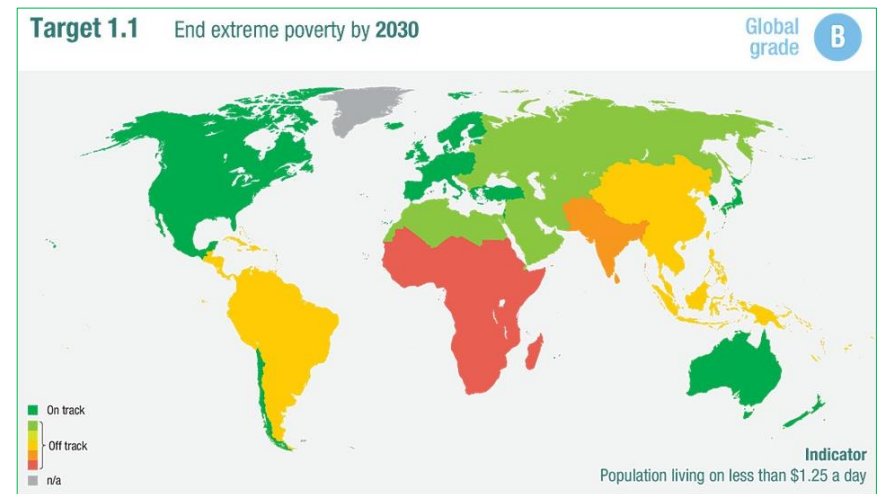 Target 1.1 End extreme poverty by 2030
Global
grade
B
On track
Off track
n/a
Indicator
Population living on less than $1.25 a day